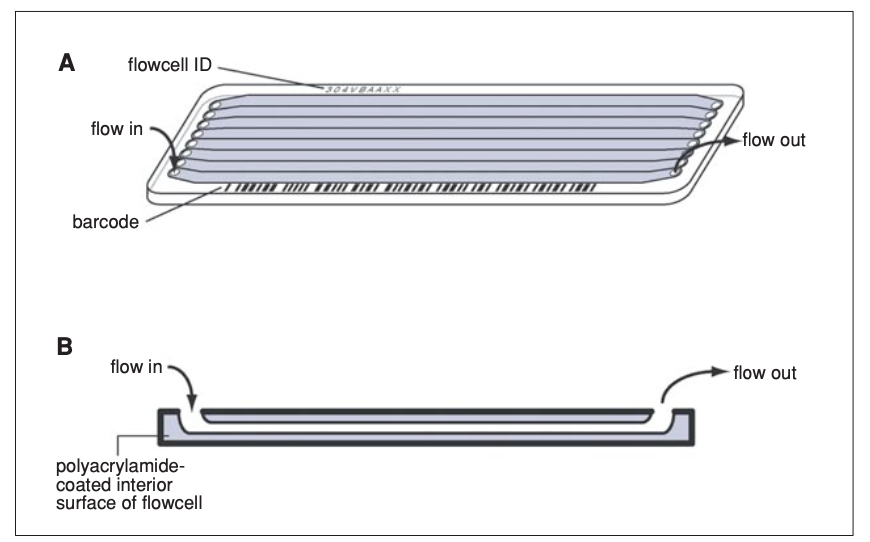 A
flowcell ID
304VBAAXX
flow in
flow out
barcode
B
flow in
flow out
polyacrylamide-
coated interior
surface of flowcell